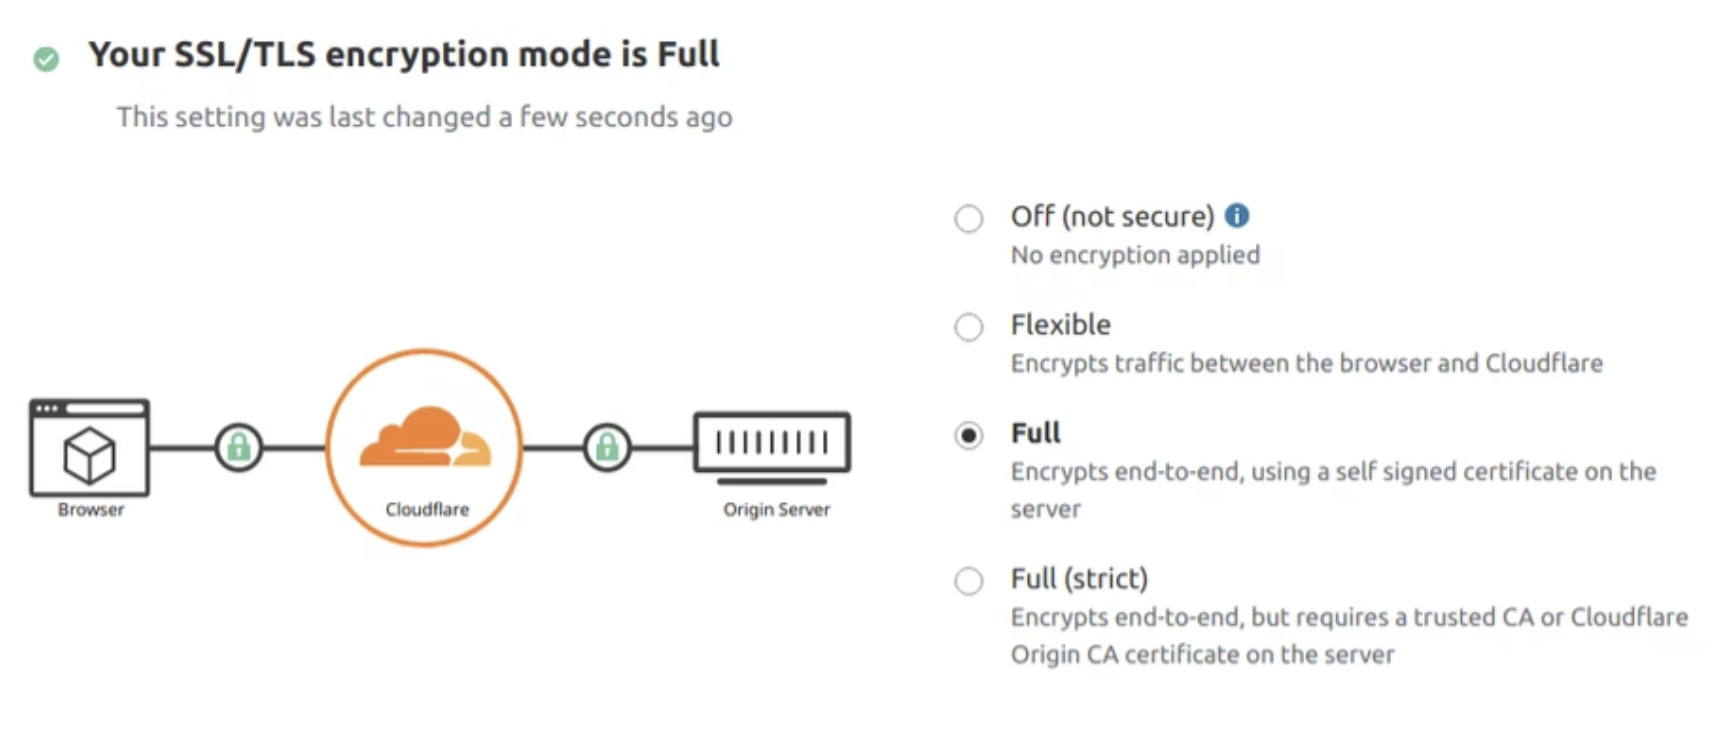 Your SSL/TLS encryption mode is Full
This setting was last changed a few seconds ago
Off (not secure)
No encryption applied
Flexible
Encrypts traffic between the browser and Cloudflare
Full
Encrypts end-to-end, using a self signed certificate on the
server
Full (strict)
Encrypts end-to-end, but requires a trusted CA or Cloudflare
Origin CA certificate on the server
Browser
Cloudflare
Origin Server